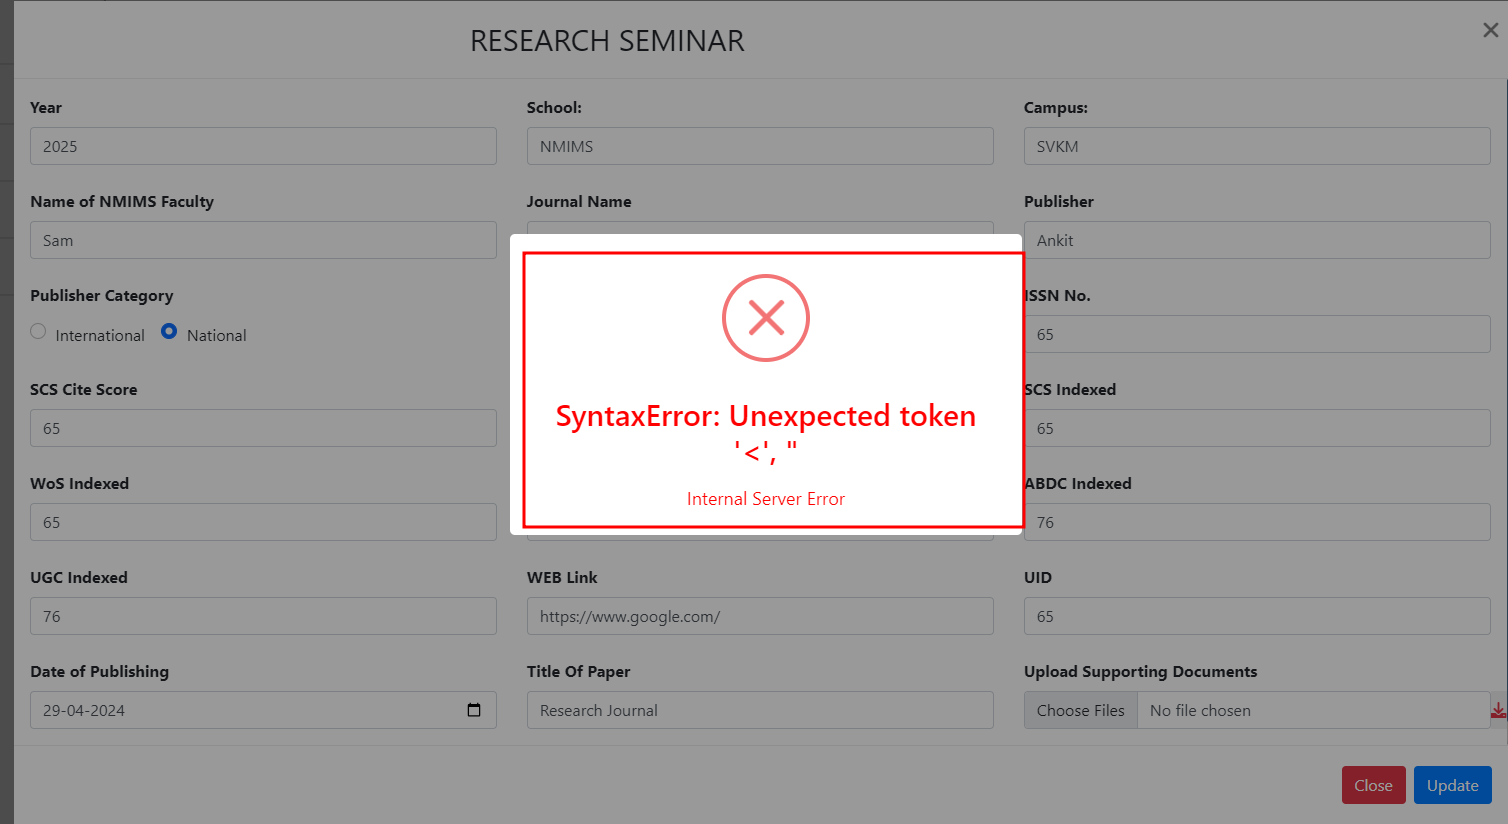 RESEARCH SEMINAR
Year
School:
Campus:
2025
NMIMS
SVKM
Name of NMIMS Faculty
Journal Name
Publisher
Sam
Ankit
Publisher Category
ISSN No.
International
National
65
SCS Cite Score
SCS Indexed
65
65
SyntaxError: Unexpected token
'<', "
Internal Server Error
WoS Indexed
ABDC Indexed
65
76
UGC Indexed
WEB Link
UID
76
https://www.google.com/
65
Date of Publishing
Title Of Paper
Upload Supporting Documents
29-04-2024
Research Journal
Choose Files
No file chosen
Close
Update